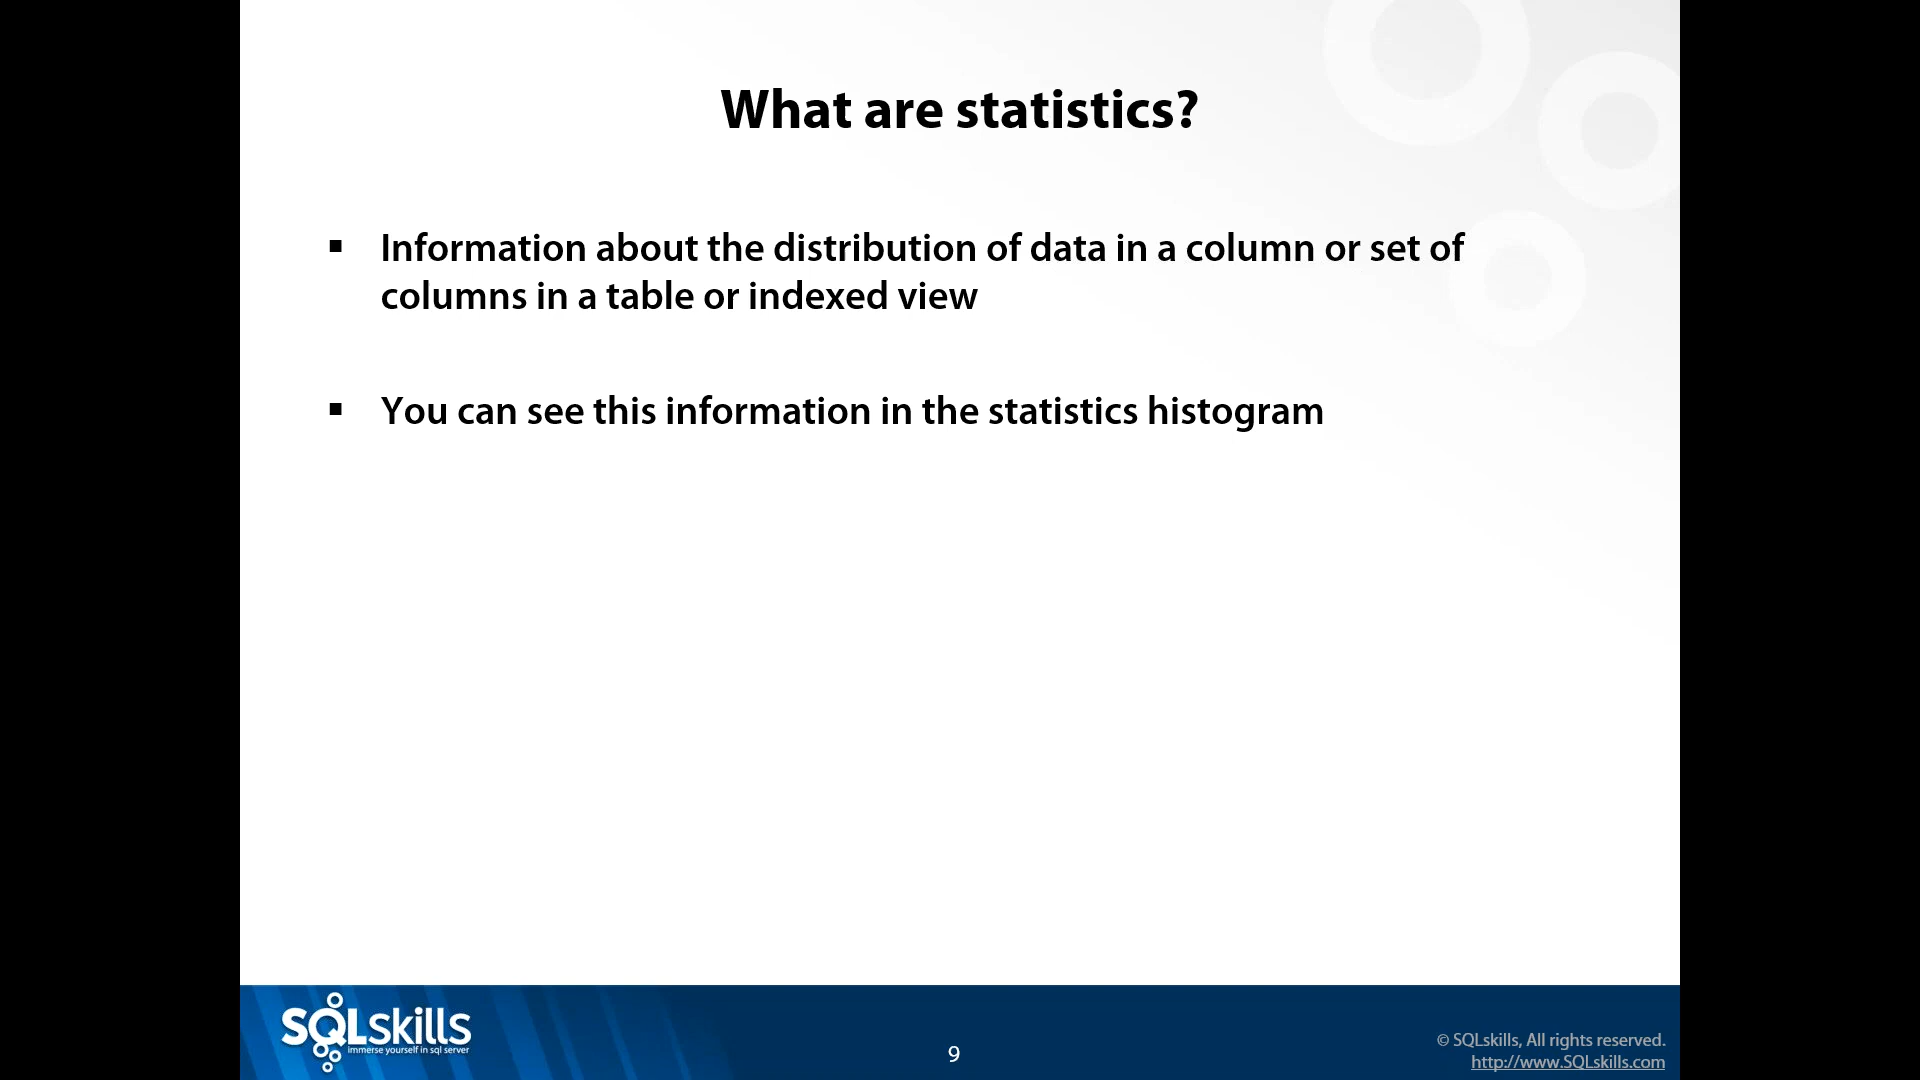 What are statistics?
▪ Information about the distribution of data in a column or set of
columns in a table or indexed view
▪ You can see this information in the statistics histogram
SQLskills
immerse yourself in sql server
9
© SQLskills, All rights reserved.
http://www.SQLskills.com